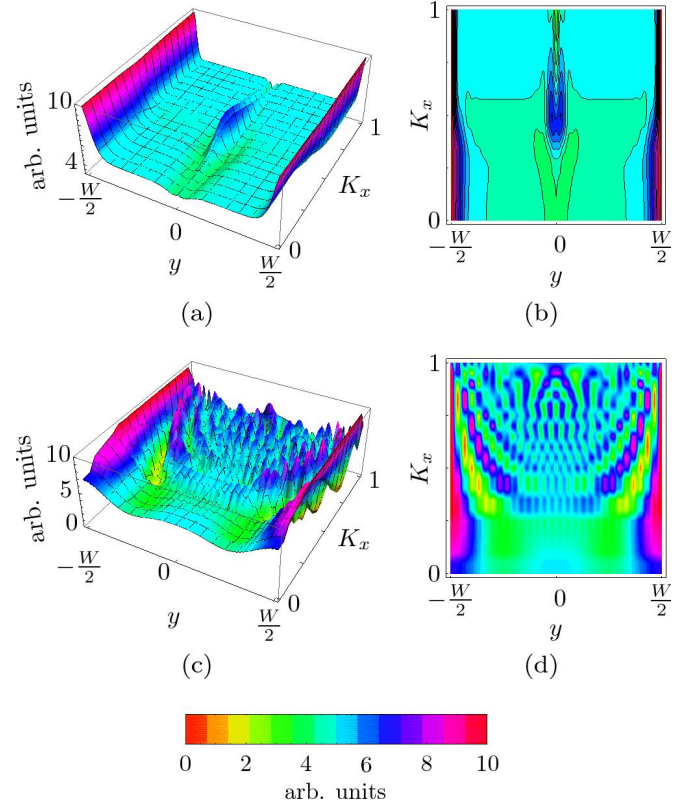 10
arb. units
4
−W/2
0
y
W/2
0
K_x
1
(a)
1
K_x
0
−W/2
0
W/2
y
(b)
10
arb. units
5
0
−W/2
0
y
W/2
0
K_x
1
(c)
1
K_x
0
−W/2
0
W/2
y
(d)
0 2 4 6 8 10
arb. units